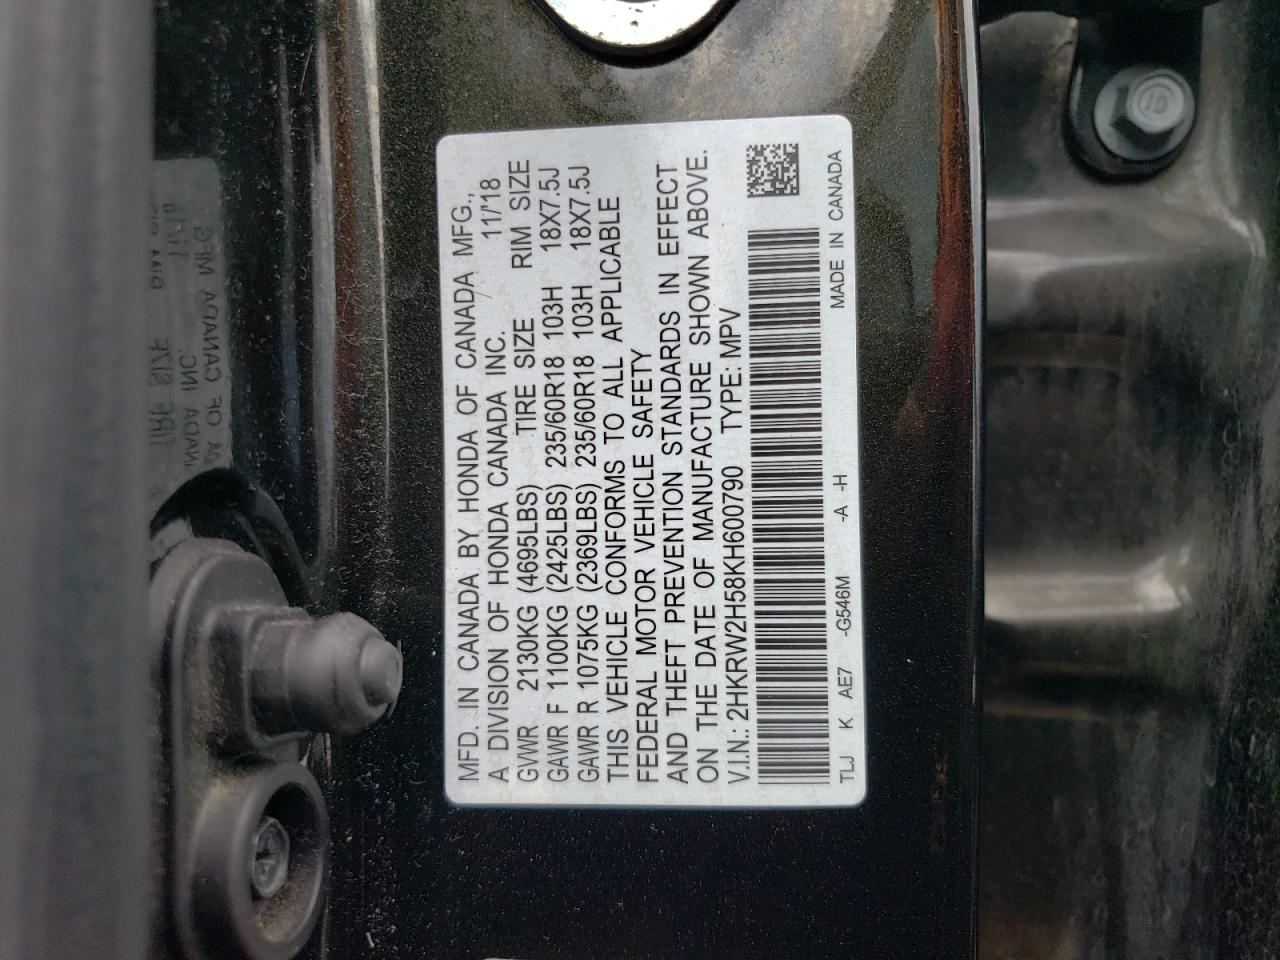 MFD. IN CANADA BY HONDA OF CANADA MFG.,
A DIVISION OF HONDA CANADA INC. 11/'18
GVWR 2130KG (4695LBS) TIRE SIZE RIM SIZE
GAWR F 1100KG (2425LBS) 235/60R18 103H 18X7.5J
GAWR R 1075KG (2369LBS) 235/60R18 103H 18X7.5J
THIS VEHICLE CONFORMS TO ALL APPLICABLE
FEDERAL MOTOR VEHICLE SAFETY
AND THEFT PREVENTION STANDARDS IN EFFECT
ON THE DATE OF MANUFACTURE SHOWN ABOVE.
V.I.N.: 2HKRW2H58KH600790 TYPE: MPV
TLJ K AE7 -G546M -A -H MADE IN CANADA